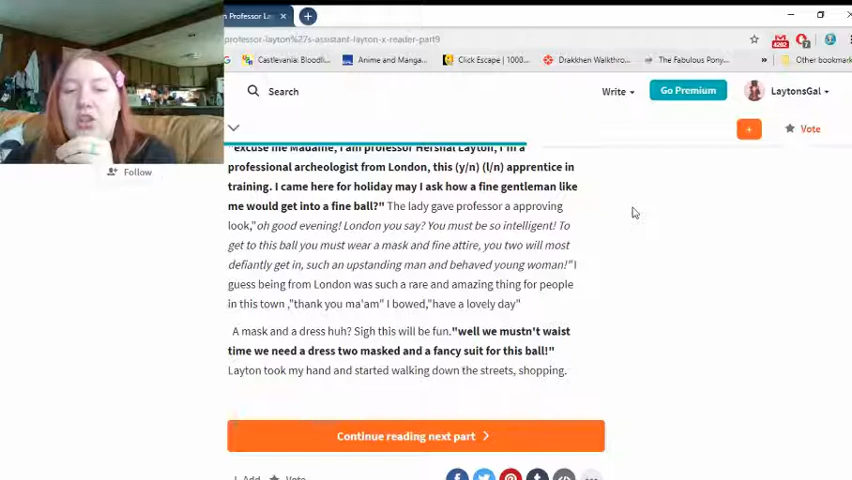 n Professor La
professor-layton%27s-assistant-layton-x-reader-part9
Castlevania: Bloodli... Anime and Manga... Click Escape | 1000... Drakkhen Walkthro... The Fabulous Pony... » Other bookmark
4282 7
Search Write Go Premium LaytonsGal
+ Vote
Follow
"excuse me Madame, I am professor Hershal Layton, I'm a
professional archeologist from London, this (y/n) (l/n) apprentice in
training. I came here for holiday may I ask how a fine gentleman like
me would get into a fine ball?" The lady gave professor a approving
look,"oh good evening! London you say? You must be so intelligent! To
get to this ball you must wear a mask and fine attire, you two will most
defiantly get in, such an upstanding man and behaved young woman!" I
guess being from London was such a rare and amazing thing for people
in this town ,"thank you ma'am" I bowed,"have a lovely day"
A mask and a dress huh? Sigh this will be fun."well we mustn't waist
time we need a dress two masked and a fancy suit for this ball!"
Layton took my hand and started walking down the streets, shopping.
Continue reading next part
Add Vote